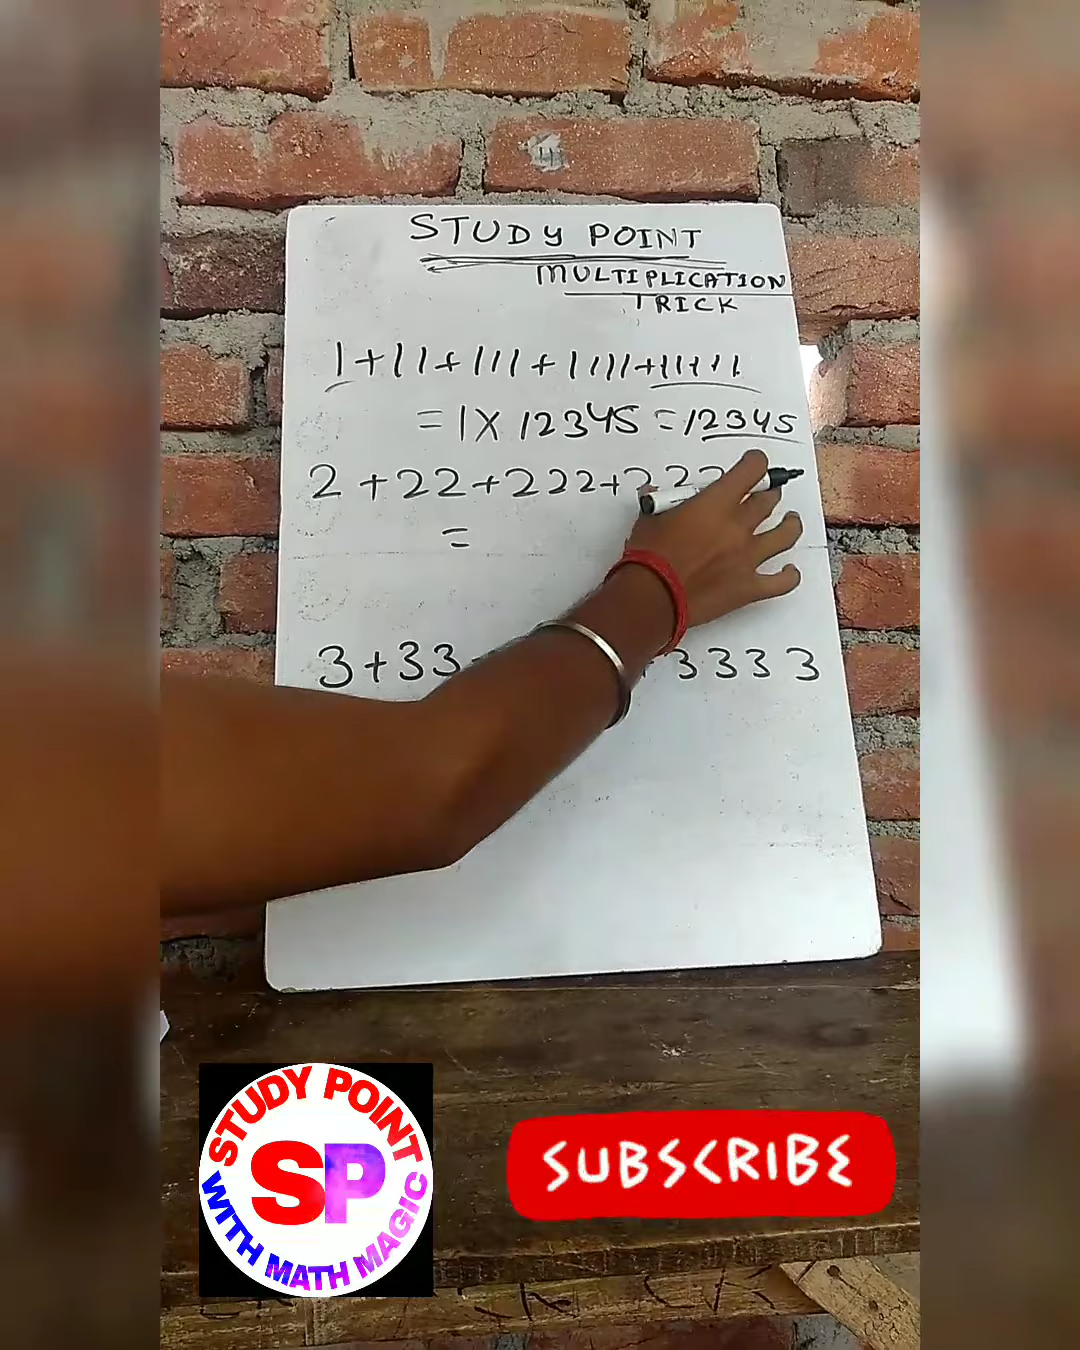 STUDY POINT
MULTIPLICATION
TRICK
1+11+111+1111+11111
=1X 12345 =12345
2+22+222+222
=
3+33 3333
STUDY POINT
SP
WITH MATH MAGIC
SUBSCRIBE